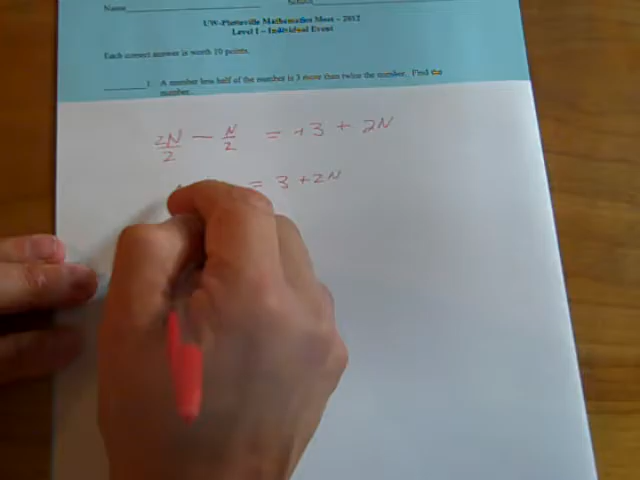 Name
School
UW-Platteville Mathematics Meet - 2012
Level I - Individual Event
Each correct answer is worth 10 points.
1. A number less half of the number is 3 more than twice the number. Find the
number.
2N/2 - N/2 = +3 + 2N
= 3 + 2N